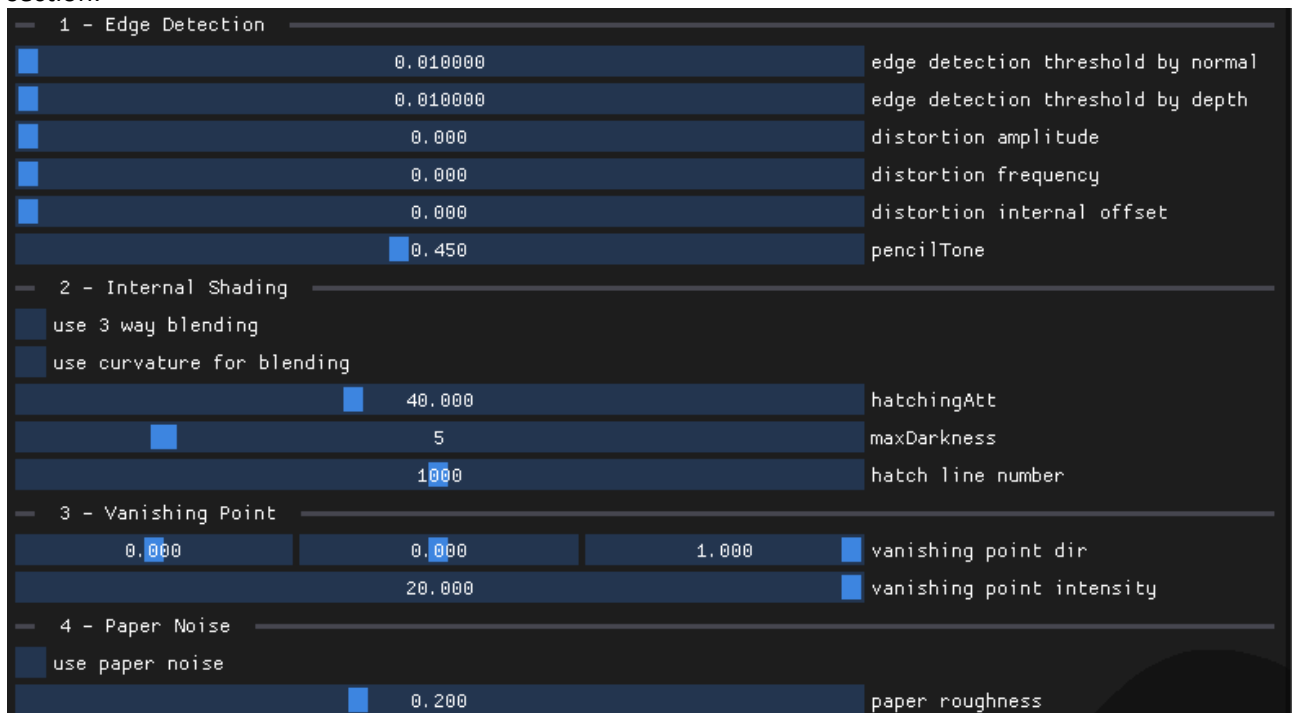 1 - Edge Detection
0.010000 edge detection threshold by normal
0.010000 edge detection threshold by depth
0.000 distortion amplitude
0.000 distortion frequency
0.000 distortion internal offset
0.450 pencilTone
2 - Internal Shading
use 3 way blending
use curvature for blending
40.000 hatchingAtt
5 maxDarkness
1000 hatch line number
3 - Vanishing Point
0.000 0.000 1.000 vanishing point dir
20.000 vanishing point intensity
4 - Paper Noise
use paper noise
0.200 paper roughness